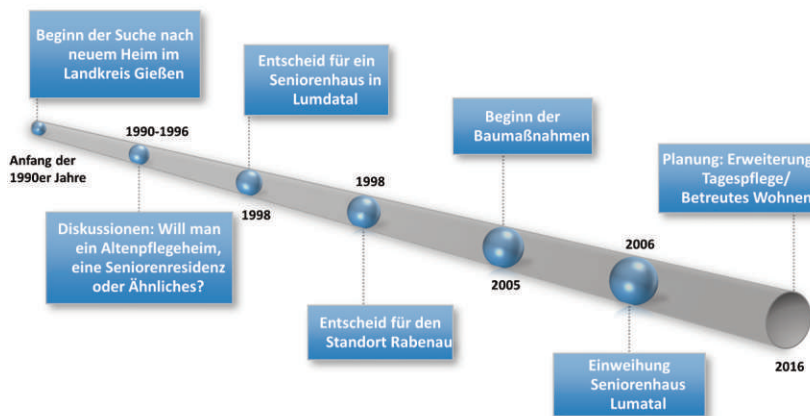 Beginn der Suche nach
neuem Heim im
Landkreis Gießen
Anfang der
1990er Jahre
1990-1996
Diskussionen: Will man
ein Altenpflegeheim,
eine Seniorenresidenz
oder Ähnliches?
Entscheid für ein
Seniorenhaus in
Lumdatal
1998
1998
Entscheid für den
Standort Rabenau
Beginn der
Baumaßnahmen
2005
2006
Einweihung
Seniorenhaus
Lumatal
Planung: Erweiterung
Tagespflege/
Betreutes Wohnen
2016